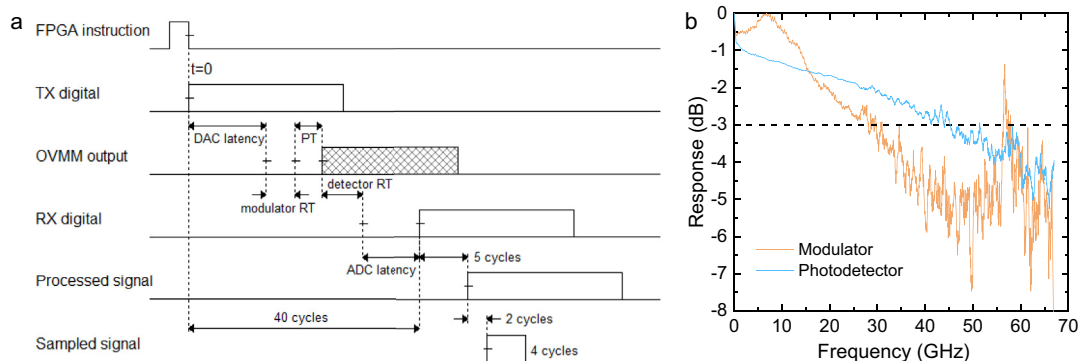 a
FPGA instruction
t=0
TX digital
DAC latency
PT
OVMM output
detector RT
modulator RT
RX digital
ADC latency
5 cycles
Processed signal
40 cycles
2 cycles
Sampled signal
4 cycles
b
Response (dB)
0
-1
-2
-3
-4
-5
-6
-7
-8
Modulator
Photodetector
0 10 20 30 40 50 60 70
Frequency (GHz)